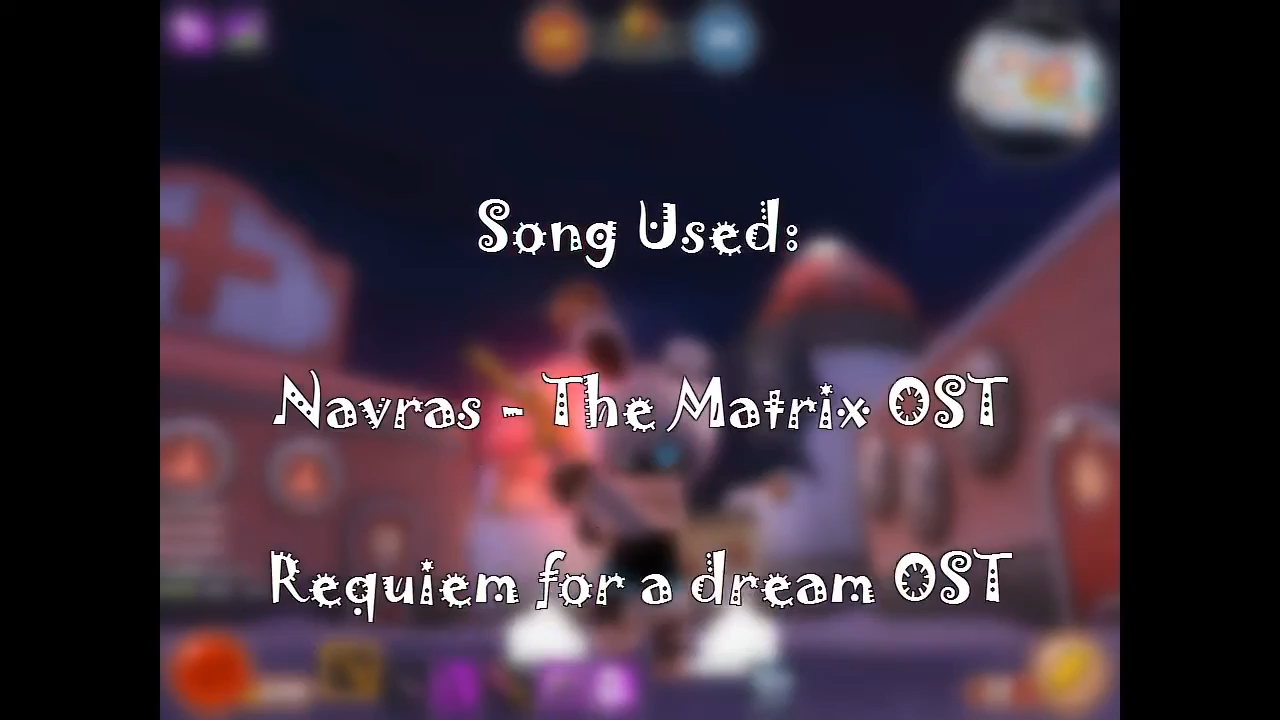 Song Used:
Navras - The Matrix OST
Requiem for a dream OST